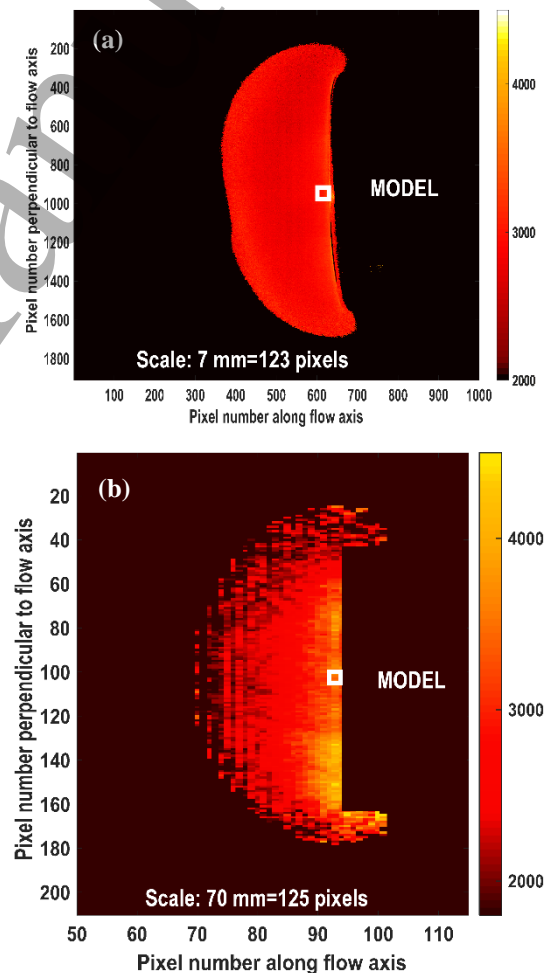 (a)
200
400
600
800
1000
1200
1400
1600
1800
Pixel number perpendicular to flow axis
MODEL
Scale: 7 mm=123 pixels
100 200 300 400 500 600 700 800 900 1000
Pixel number along flow axis
4000
3000
2000
(b)
20
40
60
80
100
120
140
160
180
200
Pixel number perpendicular to flow axis
MODEL
Scale: 70 mm=125 pixels
50 60 70 80 90 100 110
Pixel number along flow axis
4000
3000
2000